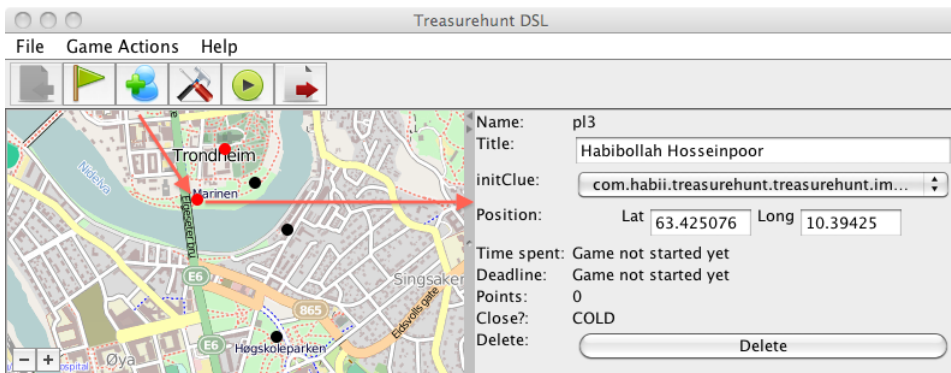 Treasurehunt DSL
File Game Actions Help
Trondheim
Nidelva
Marinen
Elgeseter bru
E6
Singsaker
865
Eidsvolls gate
E6
Høgskoleparken
Øya
Name: pl3
Title: Habibollah Hosseinpoor
initClue: com.habii.treasurehunt.treasurehunt.im...
Position: Lat 63.425076 Long 10.39425
Time spent: Game not started yet
Deadline: Game not started yet
Points: 0
Close?: COLD
Delete: Delete